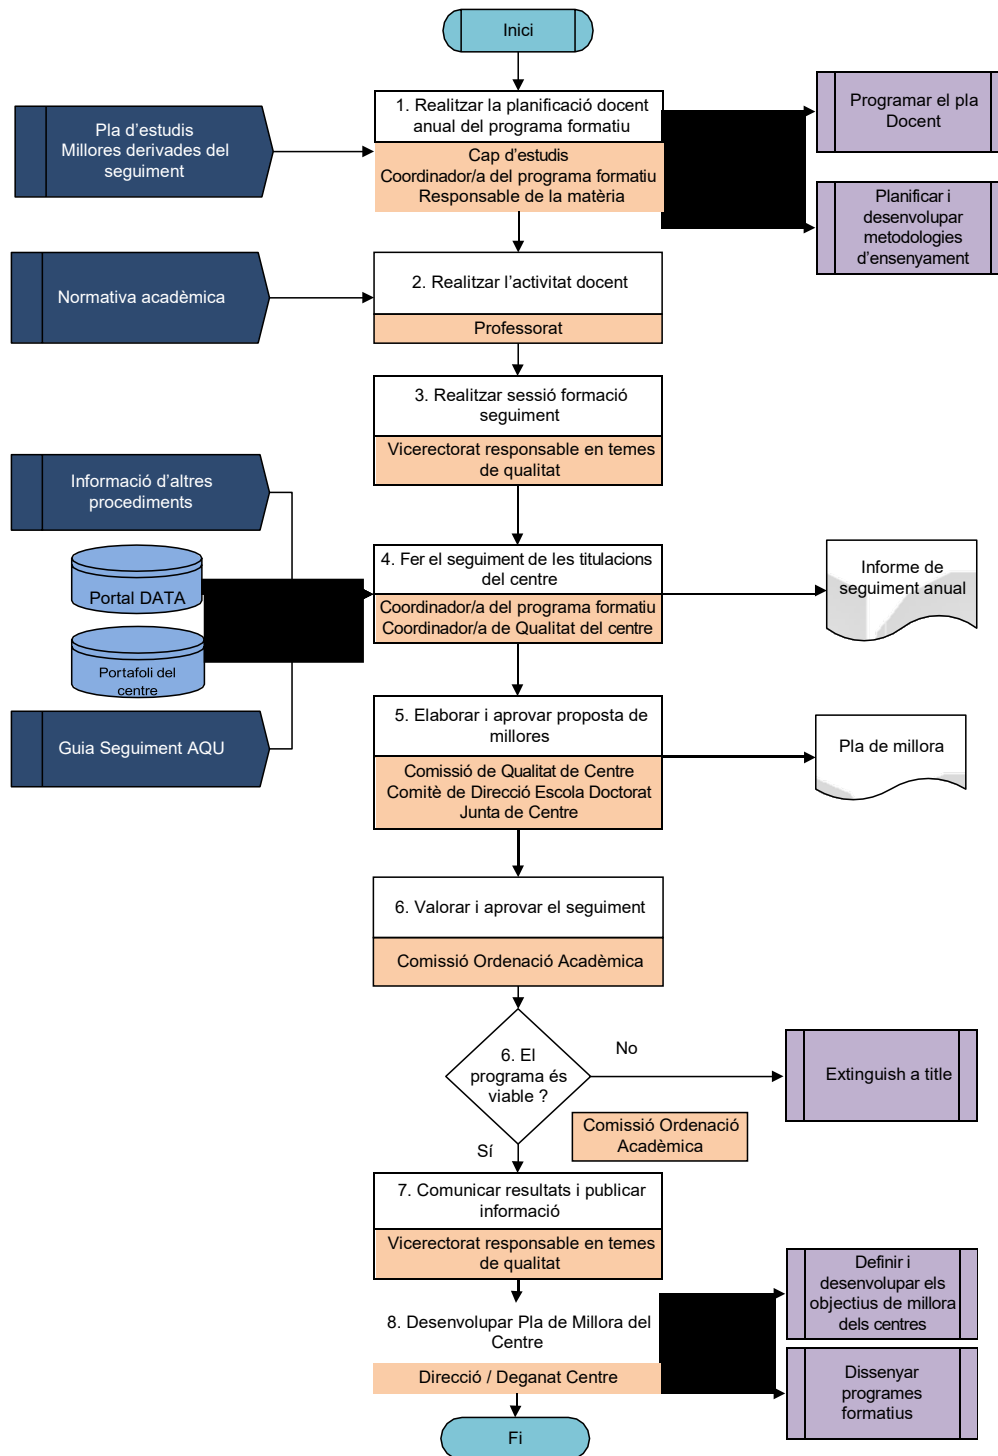 Inici
1. Realitzar la planificació docent
anual del programa formatiu
Cap d'estudis
Coordinador/a del programa formatiu
Responsable de la matèria
Pla d'estudis
Millores derivades del
seguiment
Programar el pla
Docent
Planificar i
desenvolupar
metodologies
d'ensenyament
Normativa acadèmica
2. Realitzar l'activitat docent
Professorat
3. Realitzar sessió formació
seguiment
Vicerectorat responsable en temes
de qualitat
Informació d'altres
procediments
Portal DATA
Portafoli del
centre
Guia Seguiment AQU
4. Fer el seguiment de les titulacions
del centre
Coordinador/a del programa formatiu
Coordinador/a de Qualitat del centre
Informe de
seguiment anual
5. Elaborar i aprovar proposta de
millores
Comissió de Qualitat de Centre
Comitè de Direcció Escola Doctorat
Junta de Centre
Pla de millora
6. Valorar i aprovar el seguiment
Comissió Ordenació Acadèmica
6. El
programa és
viable ?
No
Extinguish a title
Comissió Ordenació
Acadèmica
Sí
7. Comunicar resultats i publicar
informació
Vicerectorat responsable en temes
de qualitat
8. Desenvolupar Pla de Millora del
Centre
Direcció / Deganat Centre
Definir i
desenvolupar els
objectius de millora
dels centres
Dissenyar
programes
formatius
Fi